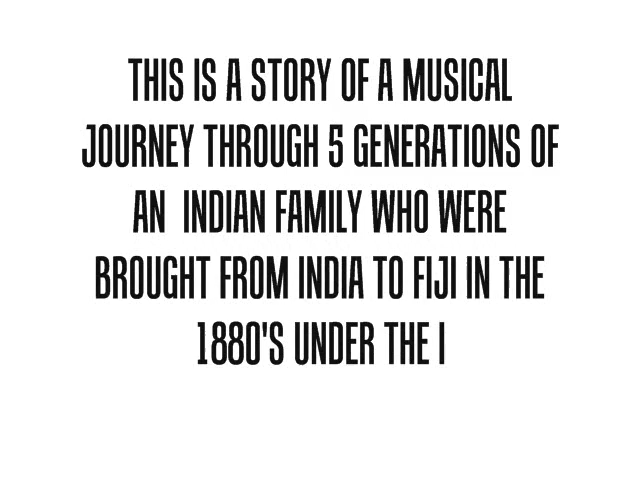 THIS IS A STORY OF A MUSICAL
JOURNEY THROUGH 5 GENERATIONS OF
AN  INDIAN FAMILY WHO WERE
BROUGHT FROM INDIA TO FIJI IN THE
1880'S UNDER THE I